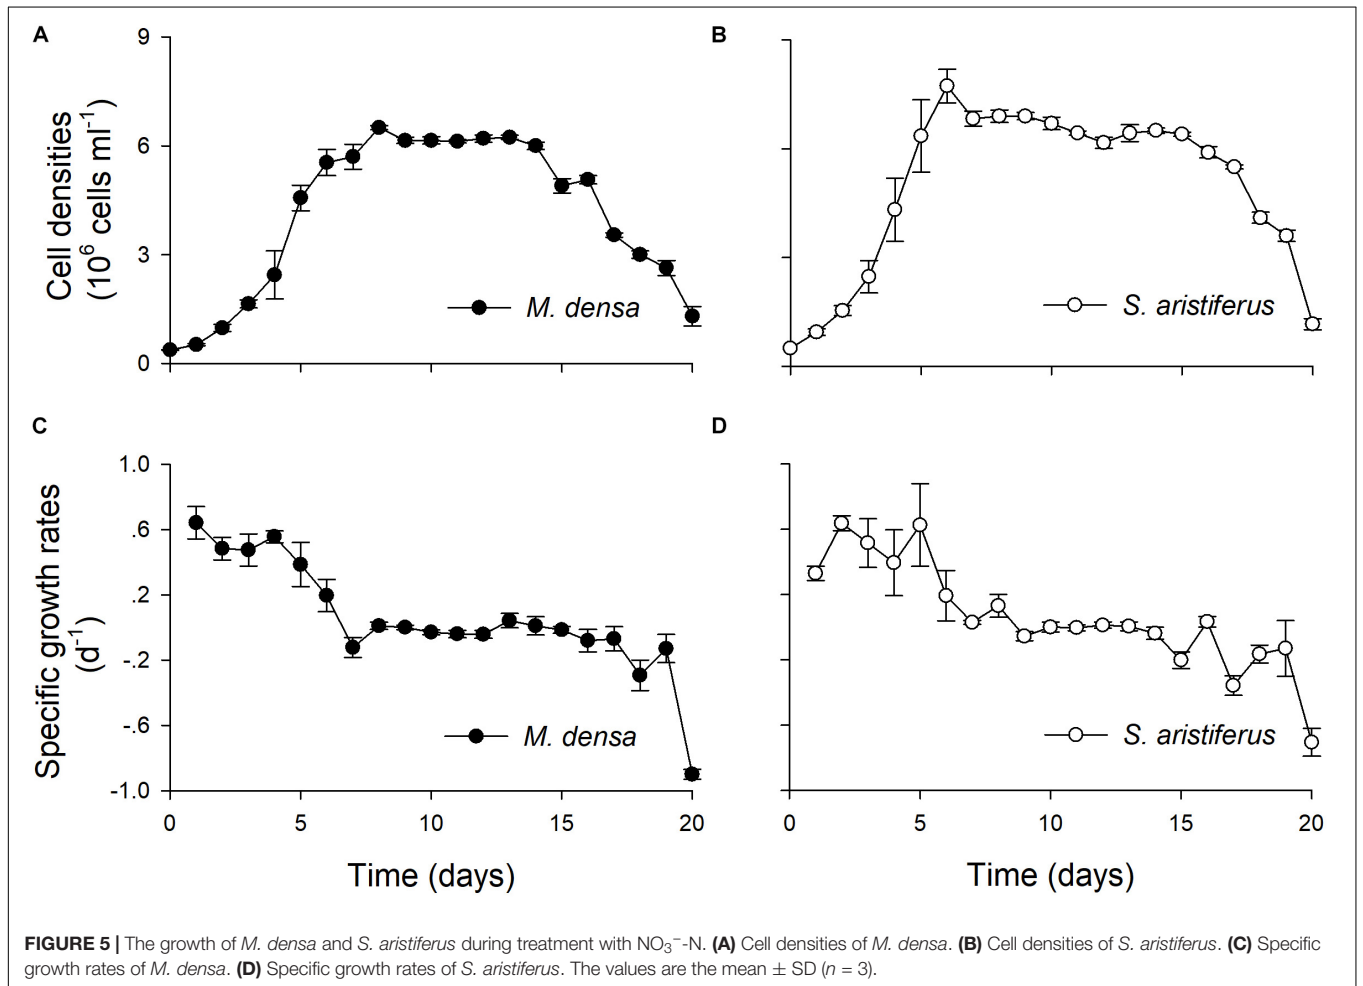 A
B
9
6
3
0
Cell densities
(10⁶ cells ml⁻¹)
M. densa
S. aristiferus
C
D
1.0
.6
.2
-.2
-.6
-1.0
Specific growth rates
(d⁻¹)
M. densa
S. aristiferus
0 5 10 15 20
0 5 10 15 20
Time (days)
Time (days)
FIGURE 5 | The growth of M. densa and S. aristiferus during treatment with NO₃⁻-N. (A) Cell densities of M. densa. (B) Cell densities of S. aristiferus. (C) Specific
growth rates of M. densa. (D) Specific growth rates of S. aristiferus. The values are the mean ± SD (n = 3).